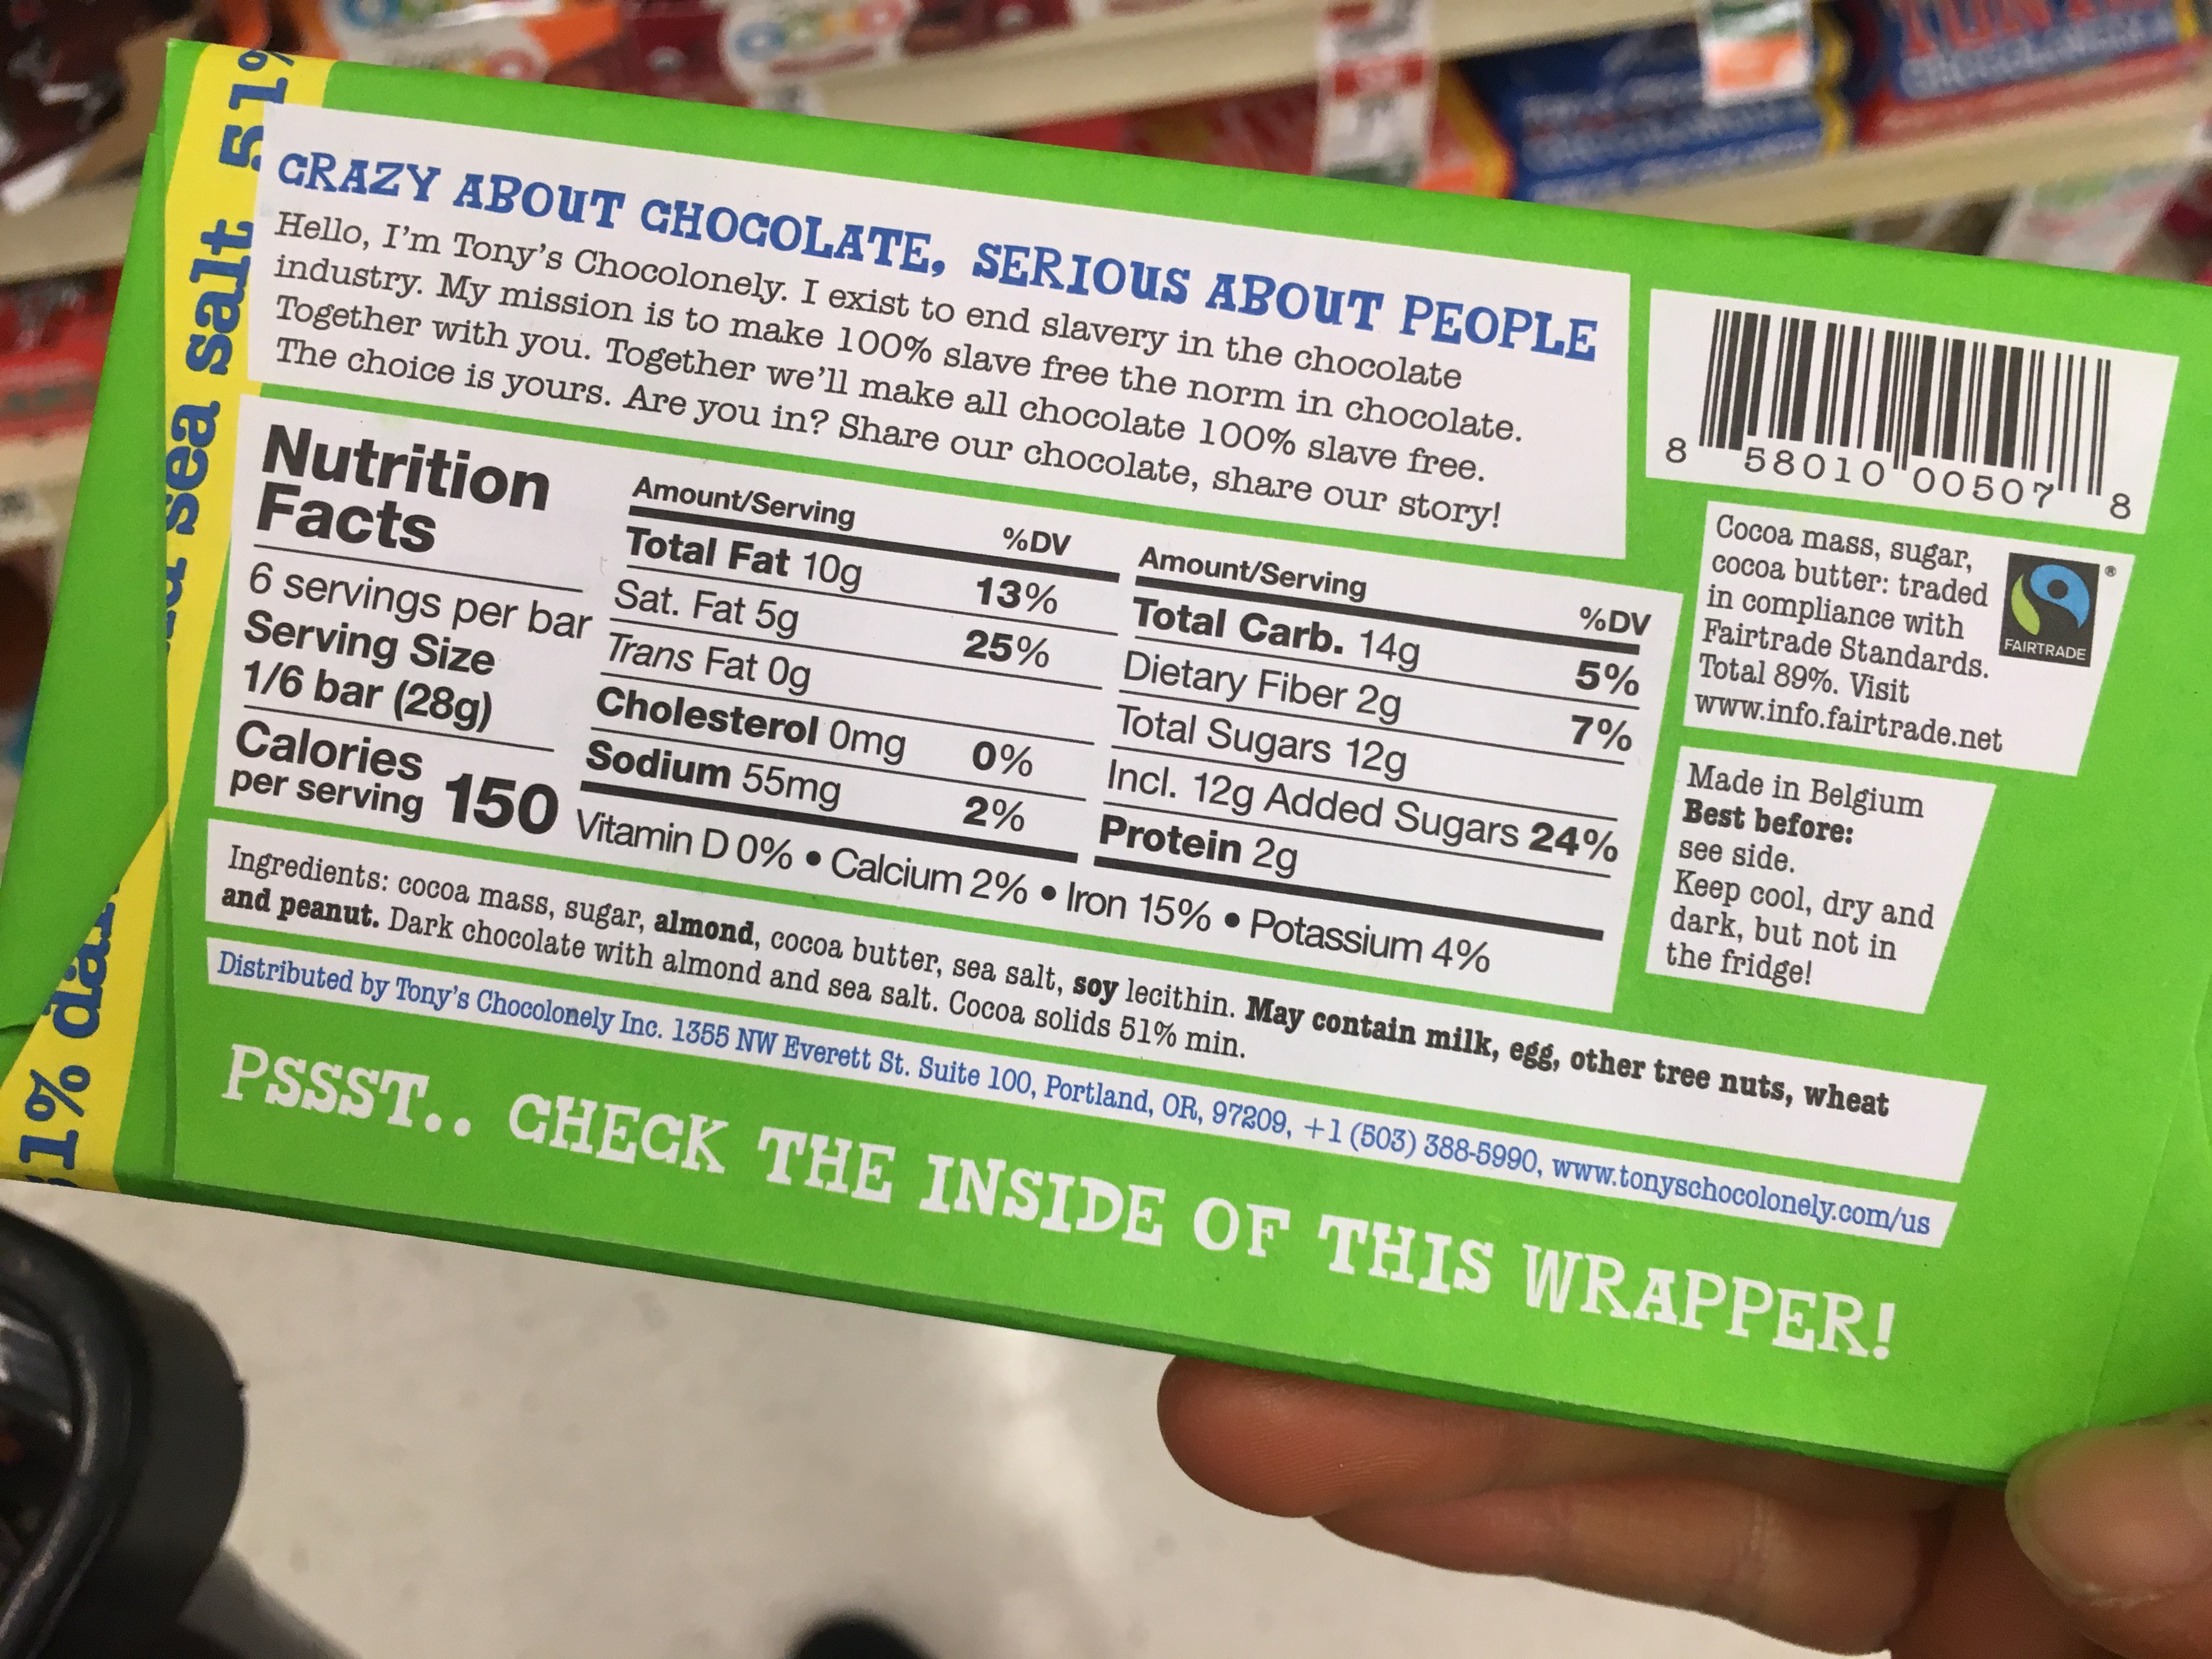 51%
51% dark
sea salt
CRAZY ABOUT CHOCOLATE, SERIOUS ABOUT PEOPLE
Hello, I'm Tony's Chocolonely. I exist to end slavery in the chocolate
industry. My mission is to make 100% slave free the norm in chocolate.
Together with you. Together we'll make all chocolate 100% slave free.
The choice is yours. Are you in? Share our chocolate, share our story!
8 58010 00507 8
Nutrition
Facts
6 servings per bar
Serving Size
1/6 bar (28g)
Calories
per serving 150
Amount/Serving %DV
Total Fat 10g 13%
Sat. Fat 5g 25%
Trans Fat 0g
Cholesterol 0mg 0%
Sodium 55mg 2%
Amount/Serving %DV
Total Carb. 14g 5%
Dietary Fiber 2g 7%
Total Sugars 12g
Incl. 12g Added Sugars 24%
Protein 2g
Vitamin D 0% • Calcium 2% • Iron 15% • Potassium 4%
Cocoa mass, sugar,
cocoa butter: traded
in compliance with
Fairtrade Standards.
Total 89%. Visit
www.info.fairtrade.net
®
FAIRTRADE
Made in Belgium
Best before:
see side.
Keep cool, dry and
dark, but not in
the fridge!
Ingredients: cocoa mass, sugar, almond, cocoa butter, sea salt, soy lecithin. May contain milk, egg, other tree nuts, wheat
and peanut. Dark chocolate with almond and sea salt. Cocoa solids 51% min.
Distributed by Tony's Chocolonely Inc. 1355 NW Everett St. Suite 100, Portland, OR, 97209, +1 (503) 388-5990, www.tonyschocolonely.com/us
PSSST.. CHECK THE INSIDE OF THIS WRAPPER!